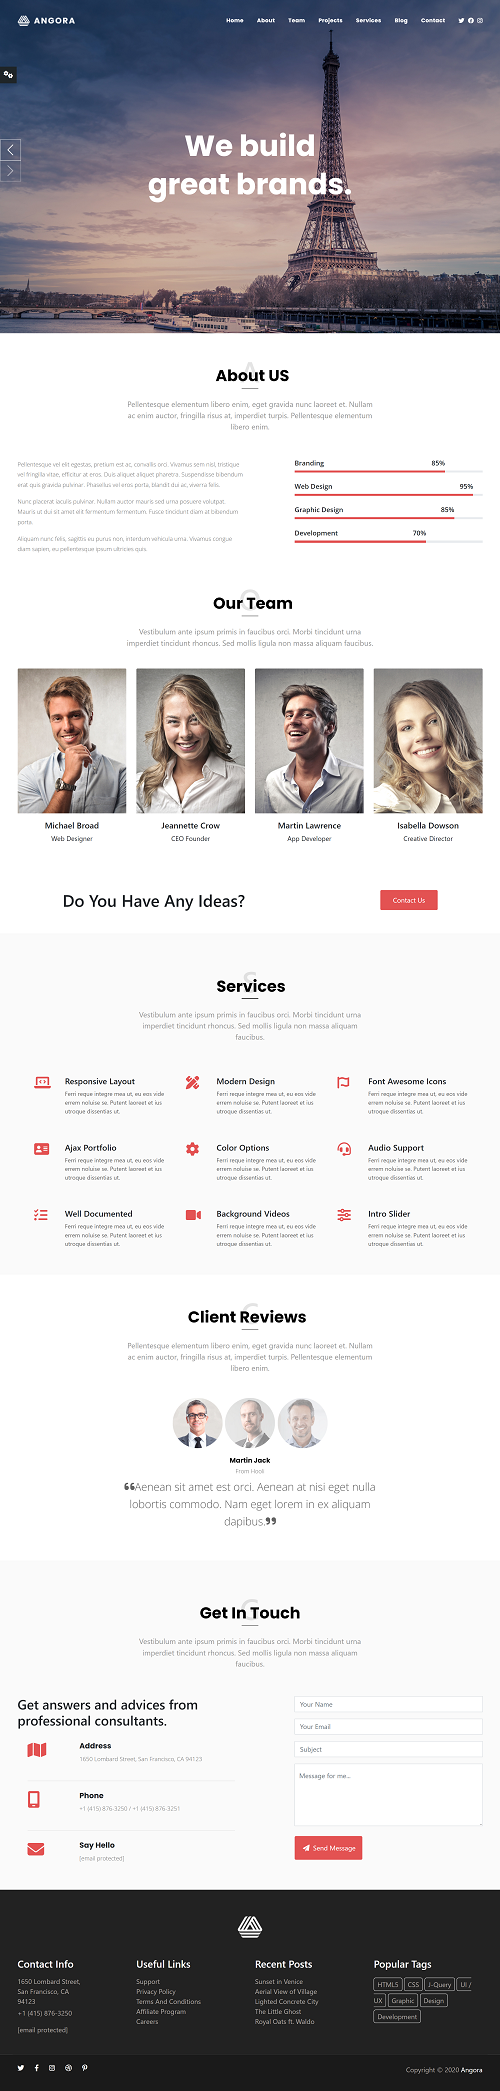 ANGORA
Home About Team Projects Services Blog Contact
We build
great brands.
About US
Pellentesque elementum libero enim, eget gravida nunc laoreet et. Nullam
ac enim auctor, fringilla risus at, imperdiet turpis. Pellentesque elementum
libero enim.
Pellentesque vel elit egestas, pretium est ac, convallis orci. Vivamus sem nisl, tristique
vel fringilla vitae, efficitur at eros. Duis aliquet aliquet pharetra. Suspendisse bibendum
erat quis gravida pulvinar. Phasellus vel eros porta, blandit dui ac, viverra felis.
Nunc placerat iaculis pulvinar. Nullam auctor mauris sed urna posuere volutpat.
Mauris ut dui sit amet elit fermentum fermentum. Fusce tincidunt diam at bibendum
porta.
Aliquam nunc felis, sagittis eu purus non, interdum vehicula urna. Vivamus congue
diam sapien, eu pellentesque ipsum ultricies quis.
Branding 85%
Web Design 95%
Graphic Design 85%
Development 70%
Our Team
Vestibulum ante ipsum primis in faucibus orci. Morbi tincidunt urna
imperdiet tincidunt rhoncus. Sed mollis ligula non massa aliquam faucibus.
Michael Broad
Web Designer
Jeannette Crow
CEO Founder
Martin Lawrence
App Developer
Isabella Dowson
Creative Director
Do You Have Any Ideas?
Contact Us
Services
Vestibulum ante ipsum primis in faucibus orci. Morbi tincidunt urna
imperdiet tincidunt rhoncus. Sed mollis ligula non massa aliquam
faucibus.
Responsive Layout
Ferri reque integre mea ut, eu eos vide
errem noluise se. Putent laoreet et ius
utroque dissentias ut.
Modern Design
Ferri reque integre mea ut, eu eos vide
errem noluise se. Putent laoreet et ius
utroque dissentias ut.
Font Awesome Icons
Ferri reque integre mea ut, eu eos vide
errem noluise se. Putent laoreet et ius
utroque dissentias ut.
Ajax Portfolio
Ferri reque integre mea ut, eu eos vide
errem noluise se. Putent laoreet et ius
utroque dissentias ut.
Color Options
Ferri reque integre mea ut, eu eos vide
errem noluise se. Putent laoreet et ius
utroque dissentias ut.
Audio Support
Ferri reque integre mea ut, eu eos vide
errem noluise se. Putent laoreet et ius
utroque dissentias ut.
Well Documented
Ferri reque integre mea ut, eu eos vide
errem noluise se. Putent laoreet et ius
utroque dissentias ut.
Background Videos
Ferri reque integre mea ut, eu eos vide
errem noluise se. Putent laoreet et ius
utroque dissentias ut.
Intro Slider
Ferri reque integre mea ut, eu eos vide
errem noluise se. Putent laoreet et ius
utroque dissentias ut.
Client Reviews
Pellentesque elementum libero enim, eget gravida nunc laoreet et. Nullam
ac enim auctor, fringilla risus at, imperdiet turpis. Pellentesque elementum
libero enim.
Martin Jack
From Hooli
❝Aenean sit amet est orci. Aenean at nisi eget nulla
lobortis commodo. Nam eget lorem in ex aliquam
dapibus.❞
Get In Touch
Vestibulum ante ipsum primis in faucibus orci. Morbi tincidunt urna
imperdiet tincidunt rhoncus. Sed mollis ligula non massa aliquam
faucibus.
Get answers and advices from
professional consultants.
Address
1650 Lombard Street, San Francisco, CA 94123
Phone
+1 (415) 876-3250 / +1 (415) 876-3251
Say Hello
[email protected]
Your Name
Your Email
Subject
Message for me...
Send Message
Contact Info
1650 Lombard Street,
San Francisco, CA
94123
+1 (415) 876-3250
[email protected]
Useful Links
Support
Privacy Policy
Terms And Conditions
Affiliate Program
Careers
Recent Posts
Sunset in Venice
Aerial View of Village
Lighted Concrete City
The Little Ghost
Royal Oats ft. Waldo
Popular Tags
HTML5 CSS J-Query UI /
UX Graphic Design
Development
Copyright © 2020 Angora